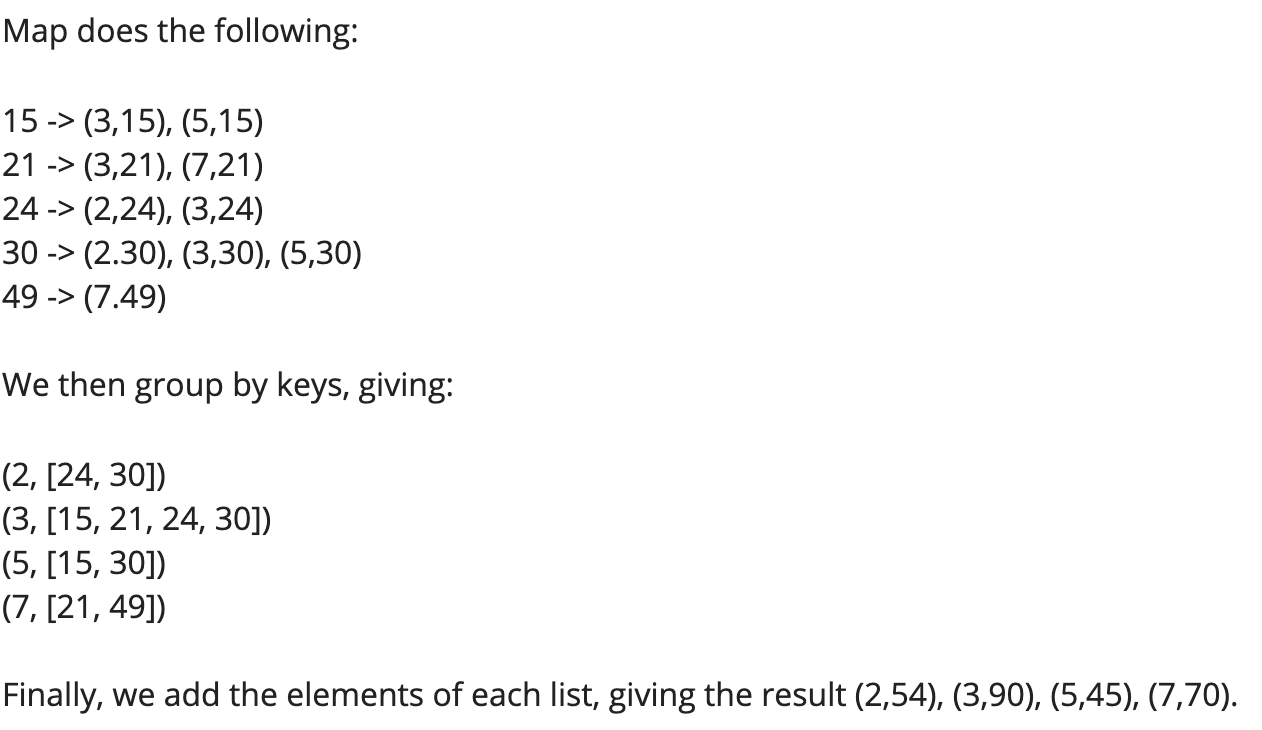 Map does the following:
15 -> (3,15), (5,15)
21 -> (3,21), (7,21)
24 -> (2,24), (3,24)
30 -> (2.30), (3,30), (5,30)
49 -> (7.49)
We then group by keys, giving:
(2, [24, 30])
(3, [15, 21, 24, 30])
(5, [15, 30])
(7, [21, 49])
Finally, we add the elements of each list, giving the result (2,54), (3,90), (5,45), (7,70).